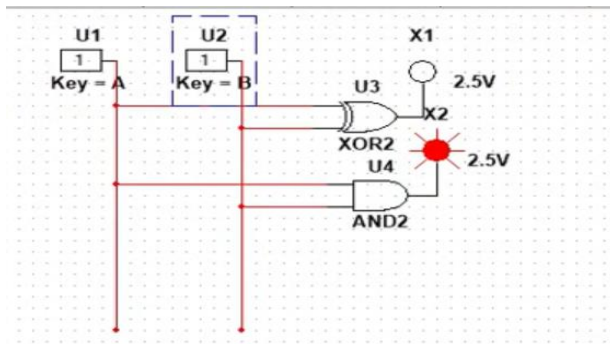 U1
U2
X1
1
1
Key = A
Key = B
U3
2.5V
X2
XOR2
U4
2.5V
AND2